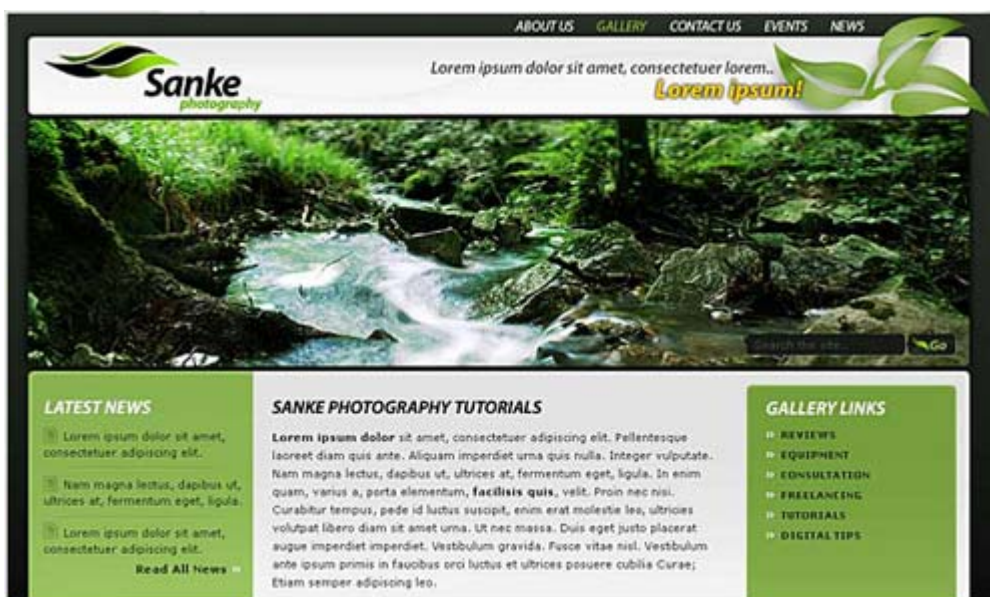 ABOUT US GALLERY CONTACT US EVENTS NEWS
Sanke
photography
Lorem ipsum dolor sit amet, consectetuer lorem..
Lorem ipsum!
Search the site...
Go
LATEST NEWS
Lorem ipsum dolor sit amet,
consectetuer adipiscing elit.
Nam magna lectus, dapibus ut,
ultrices at, fermentum eget, ligula.
Lorem ipsum dolor sit amet,
consectetuer adipiscing elit.
Read All News »
SANKE PHOTOGRAPHY TUTORIALS
Lorem ipsum dolor sit amet, consectetuer adipiscing elit. Pellentesque
laoreet diam quis ante. Aliquam imperdiet urna quis nulla. Integer vulputate.
Nam magna lectus, dapibus ut, ultrices at, fermentum eget, ligula. In enim
quam, varius a, porta elementum, facilisis quis, velit. Proin nec nisi.
Curabitur tempus, pede id luctus suscipit, enim erat molestie leo, ultricies
volutpat libero diam sit amet urna. Ut nec massa. Duis eget justo placerat
augue imperdiet imperdiet. Vestibulum gravida. Fusce vitae nisl. Vestibulum
ante ipsum primis in faucibus orci luctus et ultrices posuere cubilia Curae;
Etiam semper adipiscing leo.
GALLERY LINKS
» REVIEWS
» EQUIPMENT
» CONSULTATION
» FREELANCING
» TUTORIALS
» DIGITAL TIPS